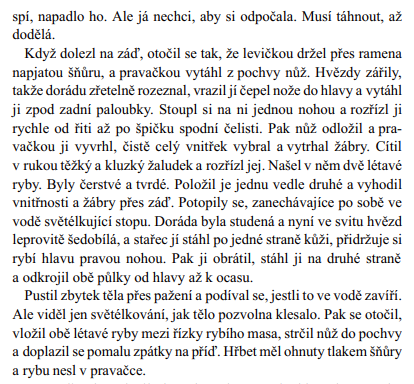 spí, napadlo ho. Ale já nechci, aby si odpočala. Musí táhnout, až
dodělá.
Když dolezl na záď, otočil se tak, že levičkou držel přes ramena
napjatou šňůru, a pravačkou vytáhl z pochvy nůž. Hvězdy zářily,
takže dorádu zřetelně rozeznal, vrazil jí čepel nože do hlavy a vytáhl
ji zpod zadní paloubky. Stoupl si na ni jednou nohou a rozřízl ji
rychle od řiti až po špičku spodní čelisti. Pak nůž odložil a pra-
vačkou ji vyvrhl, čistě celý vnitřek vybral a vytrhal žábry. Cítil
v rukou těžký a kluzký žaludek a rozřízl jej. Našel v něm dvě létavé
ryby. Byly čerstvé a tvrdé. Položil je jednu vedle druhé a vyhodil
vnitřnosti a žábry přes záď. Potopily se, zanechávajíce po sobě ve
vodě světélkující stopu. Doráda byla studená a nyní ve svitu hvězd
leprovitě šedobílá, a stařec jí stáhl po jedné straně kůži, přidržuje si
rybí hlavu pravou nohou. Pak ji obrátil, stáhl ji na druhé straně
a odkrojil obě půlky od hlavy až k ocasu.
Pustil zbytek těla přes pažení a podíval se, jestli to ve vodě zavíří.
Ale viděl jen světélkování, jak tělo pozvolna klesalo. Pak se otočil,
vložil obě létavé ryby mezi řízky rybího masa, strčil nůž do pochvy
a doplazil se pomalu zpátky na příď. Hřbet měl ohnuty tlakem šňůry
a rybu nesl v pravačce.